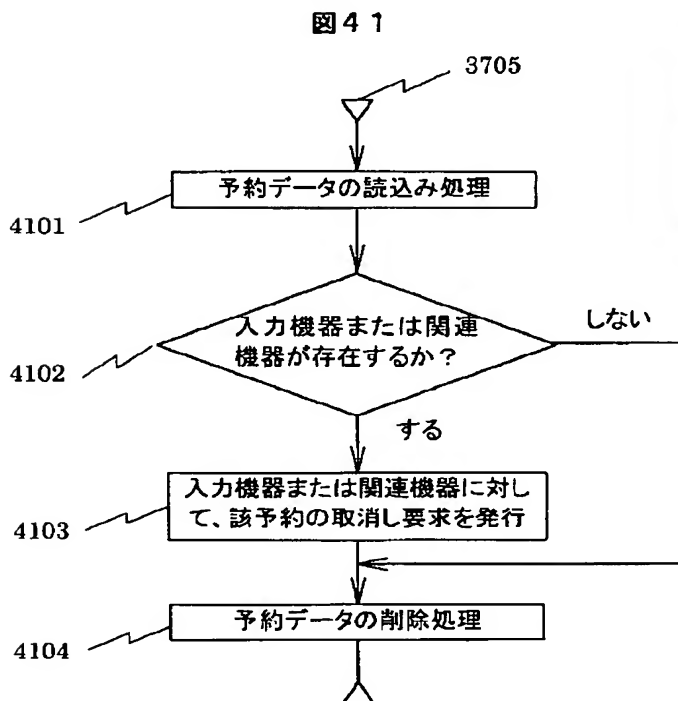 図41
3705
予約データの読込み処理
4101
入力機器または関連
機器が存在するか？
しない
4102
する
入力機器または関連機器に対し
て、該予約の取消し要求を発行
4103
予約データの削除処理
4104